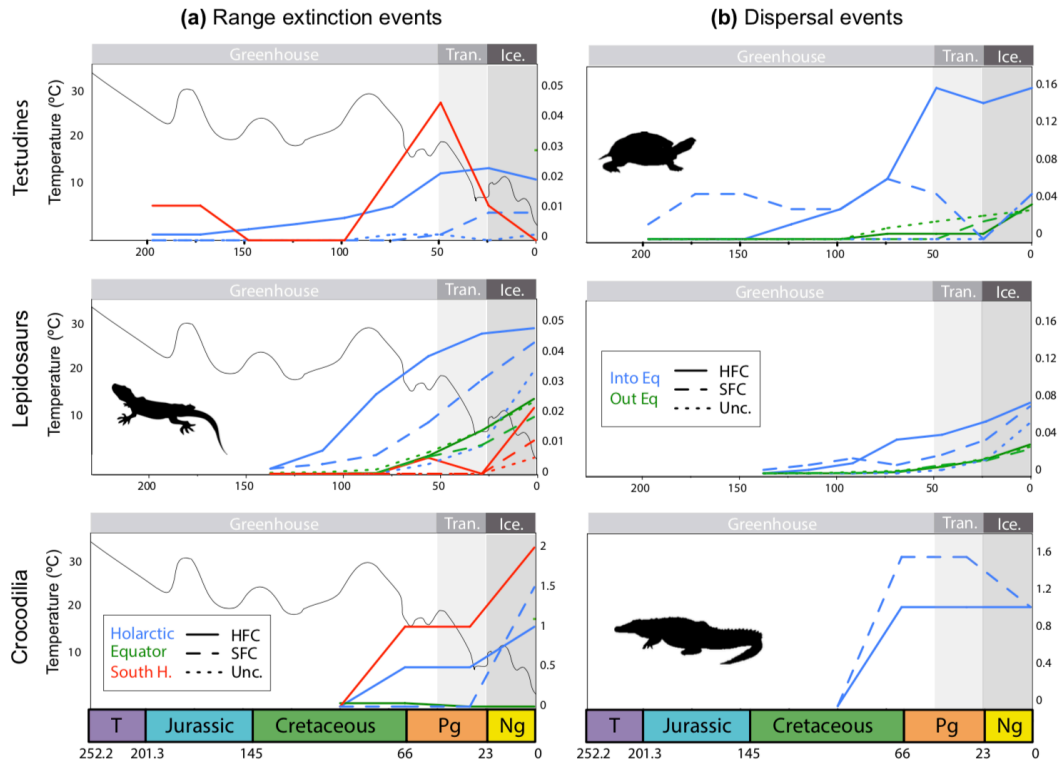 (a) Range extinction events
(b) Dispersal events
Testudines
Greenhouse Tran. Ice.
Temperature (ºC)
30
20
10
0.05
0.04
0.03
0.02
0.01
0
200 150 100 50 0
Greenhouse Tran. Ice.
0.16
0.12
0.08
0.04
0
200 150 100 50 0
Lepidosaurs
Greenhouse Tran. Ice.
Temperature (ºC)
30
20
10
0.05
0.04
0.03
0.02
0.01
0
200 150 100 50 0
Greenhouse Tran. Ice.
Into Eq HFC
Out Eq SFC
Unc.
0.16
0.12
0.08
0.04
0
200 150 100 50 0
Crocodilia
Greenhouse Tran. Ice.
Temperature (ºC)
30
20
10
Holarctic HFC
Equator SFC
South H. Unc.
2
1.5
1
0.5
0
Greenhouse Tran. Ice.
1.6
1.2
0.8
0.4
0
T Jurassic Cretaceous Pg Ng
252.2 201.3 145 66 23 0
T Jurassic Cretaceous Pg Ng
252.2 201.3 145 66 23 0